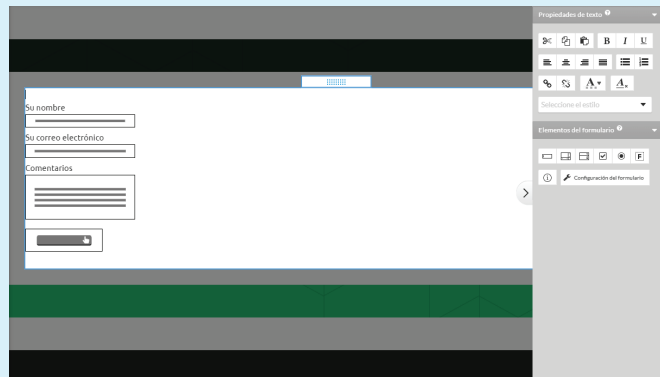 Propiedades de texto ?
B I U
A A
Seleccione el estilo
Elementos del formulario ?
F
Configuración del formulario
Su nombre
Su correo electrónico
Comentarios